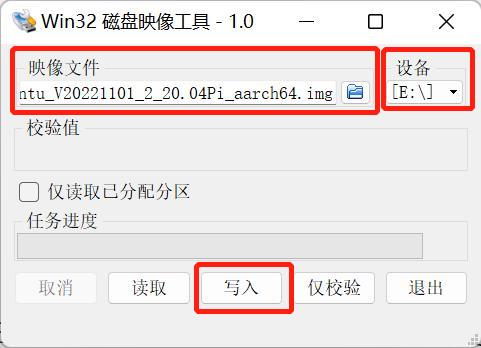 Win32 磁盘映像工具 - 1.0
映像文件
设备
ntu_V20221101_2_20.04Pi_aarch64.img
[E:\]
校验值
仅读取已分配分区
任务进度
取消
读取
写入
仅校验
退出